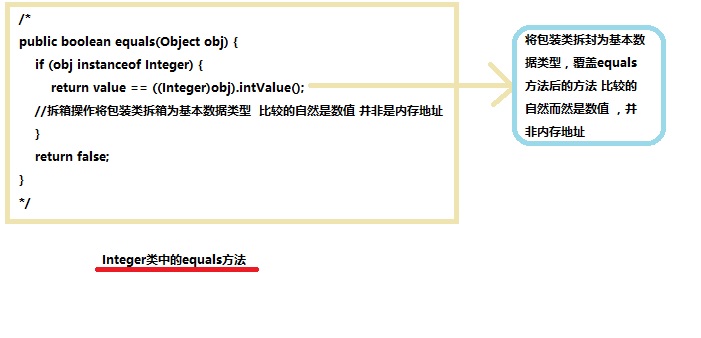 /*
public boolean equals(Object obj) {
if (obj instanceof Integer) {
return value == ((Integer)obj).intValue();
//拆箱操作将包装类拆箱为基本数据类型 比较的自然是数值 并非是内存地址
}
return false;
}
*/
将包装类拆封为基本数
据类型，覆盖equals
方法后的方法 比较的
自然而然是数值 ，并
非内存地址
Integer类中的equals方法